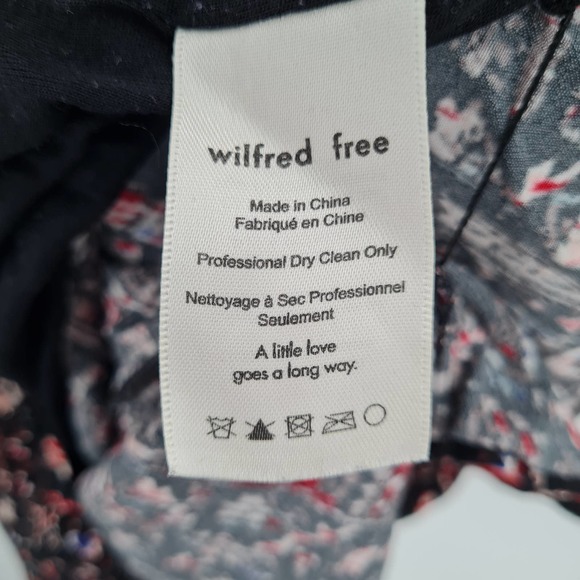 wilfred free
Made in China
Fabriqué en Chine
Professional Dry Clean Only
Nettoyage à Sec Professionnel
Seulement
A little love
goes a long way.